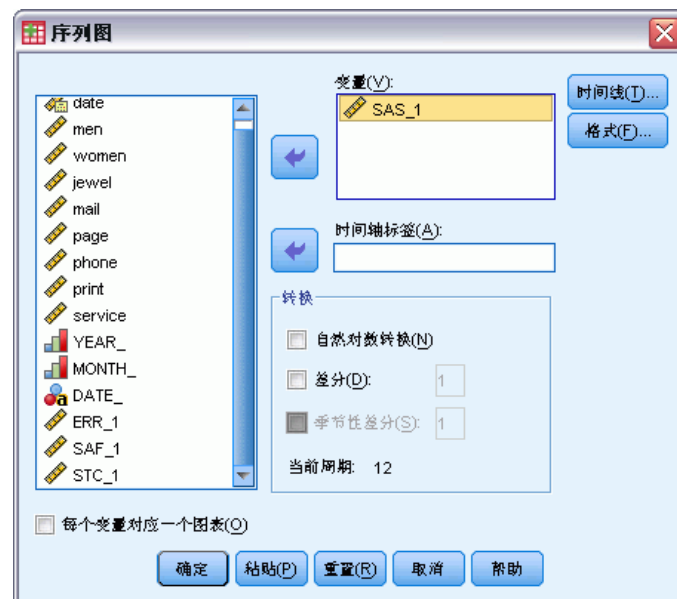 序列图
date
men
women
jewel
mail
page
phone
print
service
YEAR_
MONTH_
DATE_
ERR_1
SAF_1
STC_1
变量(V):
SAS_1
时间轴标签(A):
转换
自然对数转换(N)
差分(D): 1
季节性差分(S): 1
当前周期: 12
时间线(T)...
格式(F)...
每个变量对应一个图表(O)
确定 粘贴(P) 重置(R) 取消 帮助